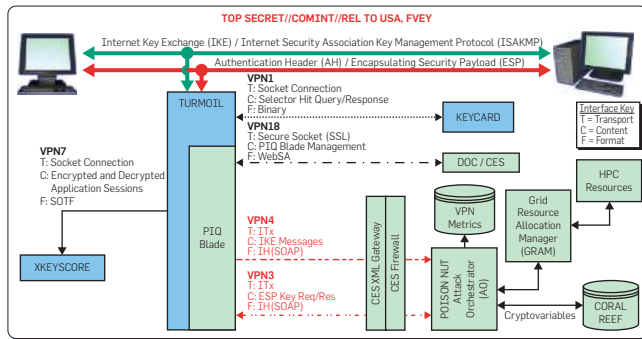 TOP SECRET//COMINT//REL TO USA, FVEY
Internet Key Exchange (IKE) / Internet Security Association Key Management Protocol (ISAKMP)
Authentication Header (AH) / Encapsulating Security Payload (ESP)
TURMOIL
VPN1
T: Socket Connection
C: Selector Hit Query/Response
F: Binary
KEYCARD
Interface Key
T = Transport
C = Content
F = Format
VPN18
T: Secure Socket (SSL)
C: PIQ Blade Management
F: WebSA
DOC / CES
VPN7
T: Socket Connection
C: Encrypted and Decrypted
Application Sessions
F: SOTF
XKEYSCORE
PIQ
Blade
VPN4
T: ITx
C: IKE Messages
F: IH(SOAP)
VPN3
T: ITx
C: ESP Key Req/Res
F: IH(SOAP)
CES XML Gateway
CES Firewall
VPN
Metrics
POISON NUT
Attack
Orchestrator
(AO)
Grid
Resource
Allocation
Manager
(GRAM)
HPC
Resources
Cryptovariables
CORAL
REEF